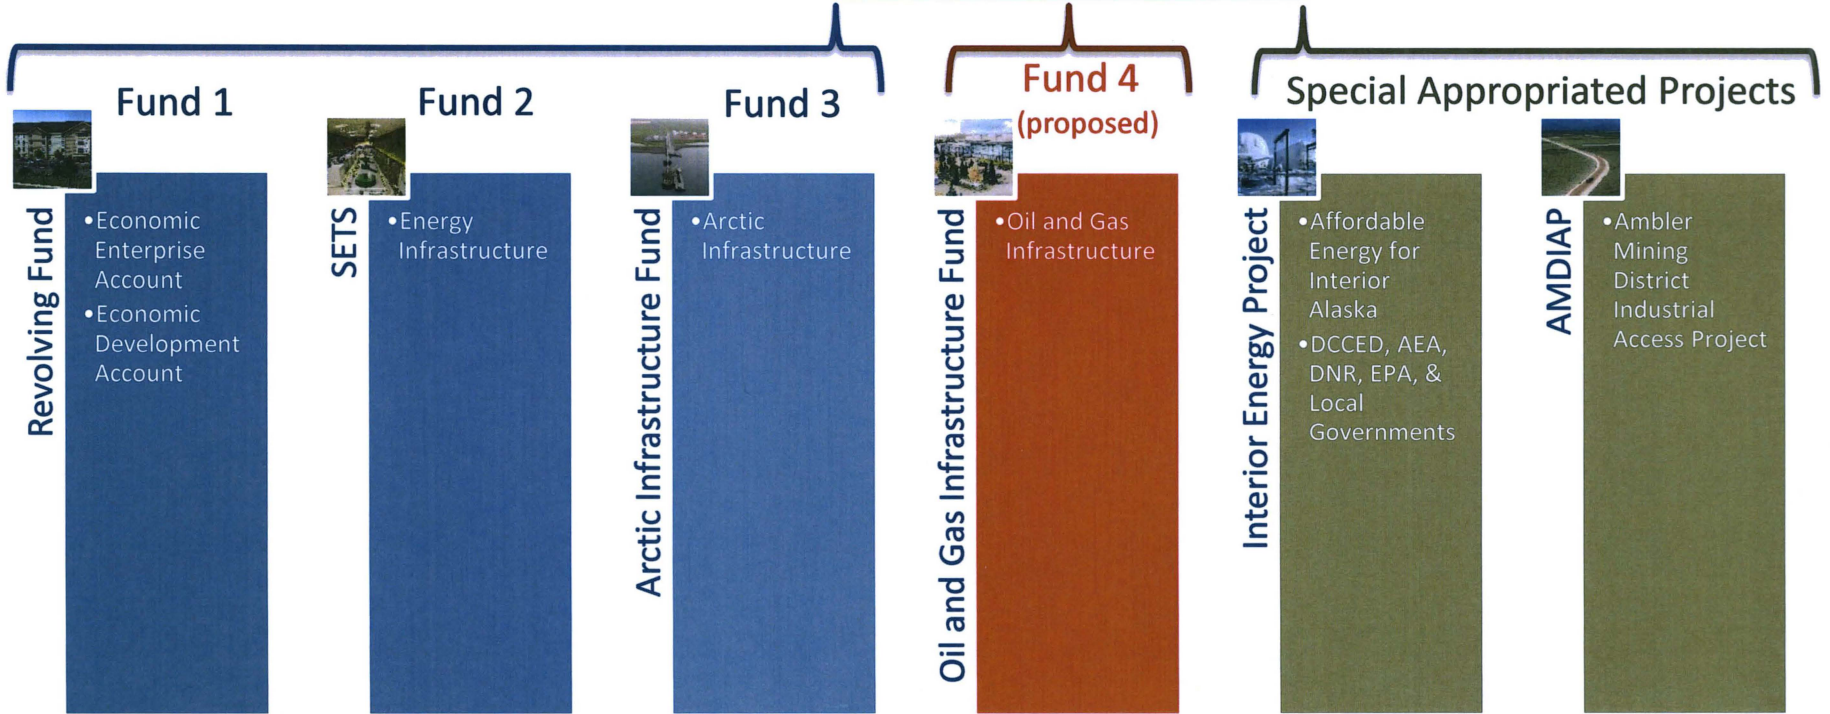 Fund 1
Revolving Fund
•Economic
Enterprise
Account
•Economic
Development
Account
Fund 2
SETS
•Energy
Infrastructure
Fund 3
Arctic Infrastructure Fund
•Arctic
Infrastructure
Fund 4
(proposed)
Oil and Gas Infrastructure Fund
•Oil and Gas
Infrastructure
Special Appropriated Projects
Interior Energy Project
•Affordable
Energy for
Interior
Alaska
•DCCED, AEA,
DNR, EPA, &
Local
Governments
AMDIAP
•Ambler
Mining
District
Industrial
Access Project